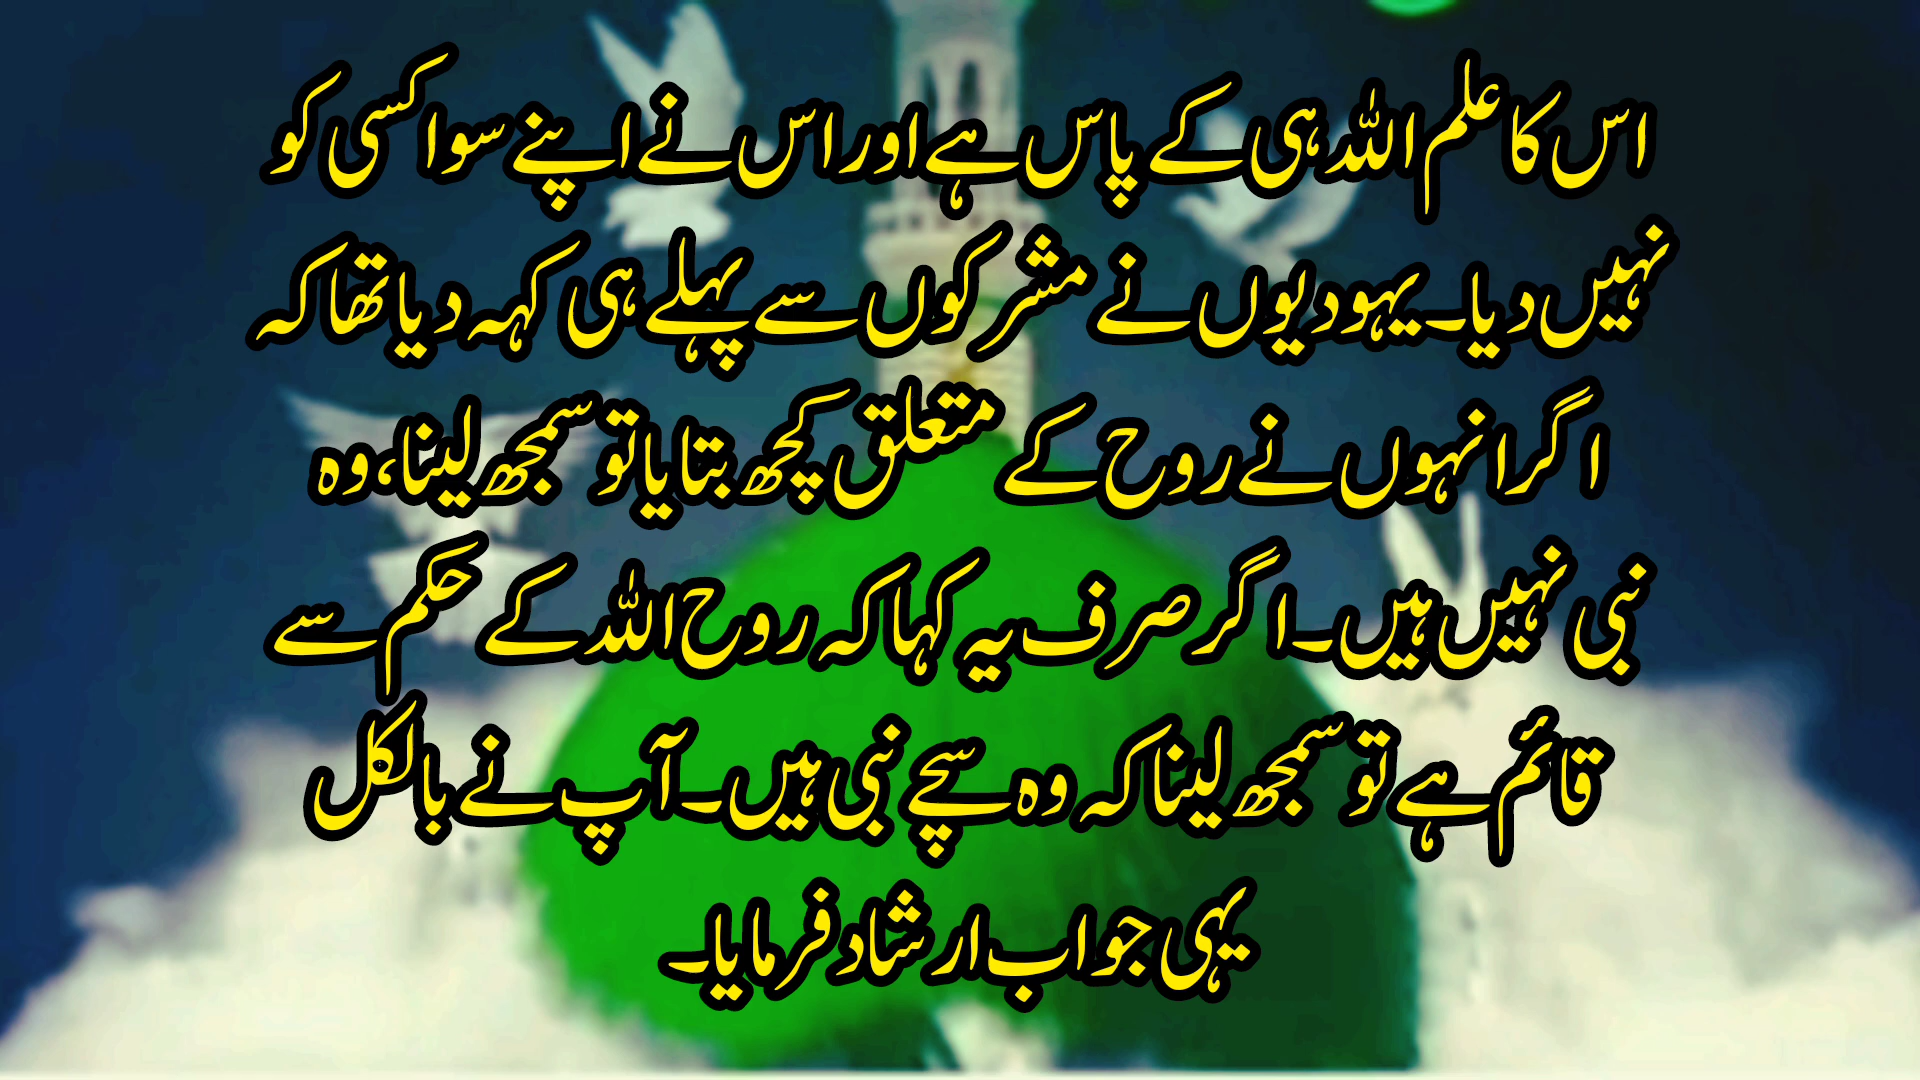 اس کا علم اللہ ہی کے پاس ہے اور اس نے اپنے سوا کسی کو
نہیں دیا۔ یہودیوں نے مشرکوں سے پہلے ہی کہہ دیا تھا کہ
اگر انہوں نے روح کے متعلق کچھ بتایا تو سمجھ لینا، وہ
نبی نہیں ہیں۔ اگر صرف یہ کہا کہ روح اللہ کے حکم سے
قائم ہے تو سمجھ لینا کہ وہ سچے نبی ہیں۔ آپ نے بالکل
یہی جواب ارشاد فرمایا۔